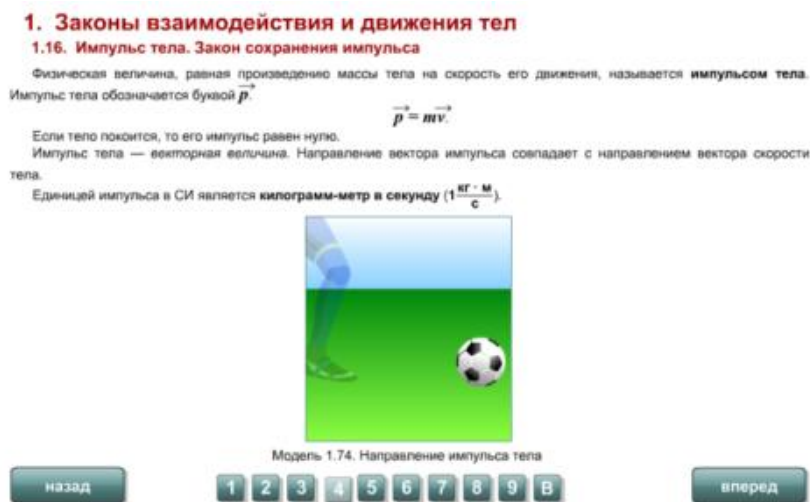 1. Законы взаимодействия и движения тел
1.16. Импульс тела. Закон сохранения импульса
Физическая величина, равная произведению массы тела на скорость его движения, называется импульсом тела.
Импульс тела обозначается буквой p⃗.
p⃗ = mv⃗.
Если тело покоится, то его импульс равен нулю.
Импульс тела — векторная величина. Направление вектора импульса совпадает с направлением вектора скорости
тела.
Единицей импульса в СИ является килограмм-метр в секунду (1 кг · м / с).
Модель 1.74. Направление импульса тела
назад 1 2 3 4 5 6 7 8 9 В вперед